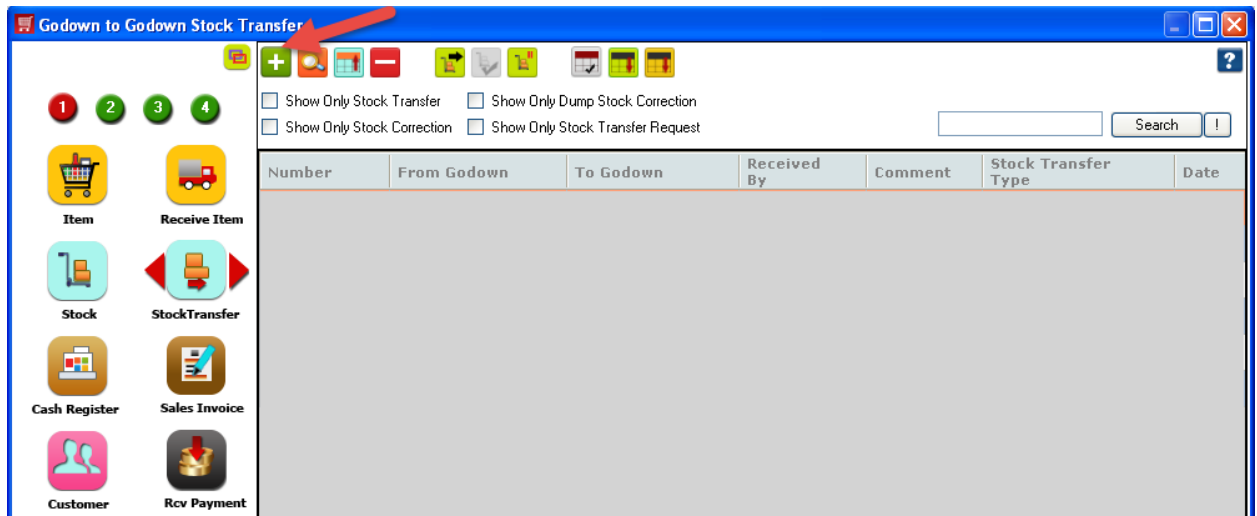 Godown to Godown Stock Transfer
?
Show Only Stock Transfer Show Only Dump Stock Correction
Show Only Stock Correction Show Only Stock Transfer Request
Search !
1 2 3 4
Item Receive Item
Stock StockTransfer
Cash Register Sales Invoice
Customer Rcv Payment
Number From Godown To Godown Received By Comment Stock Transfer Type Date